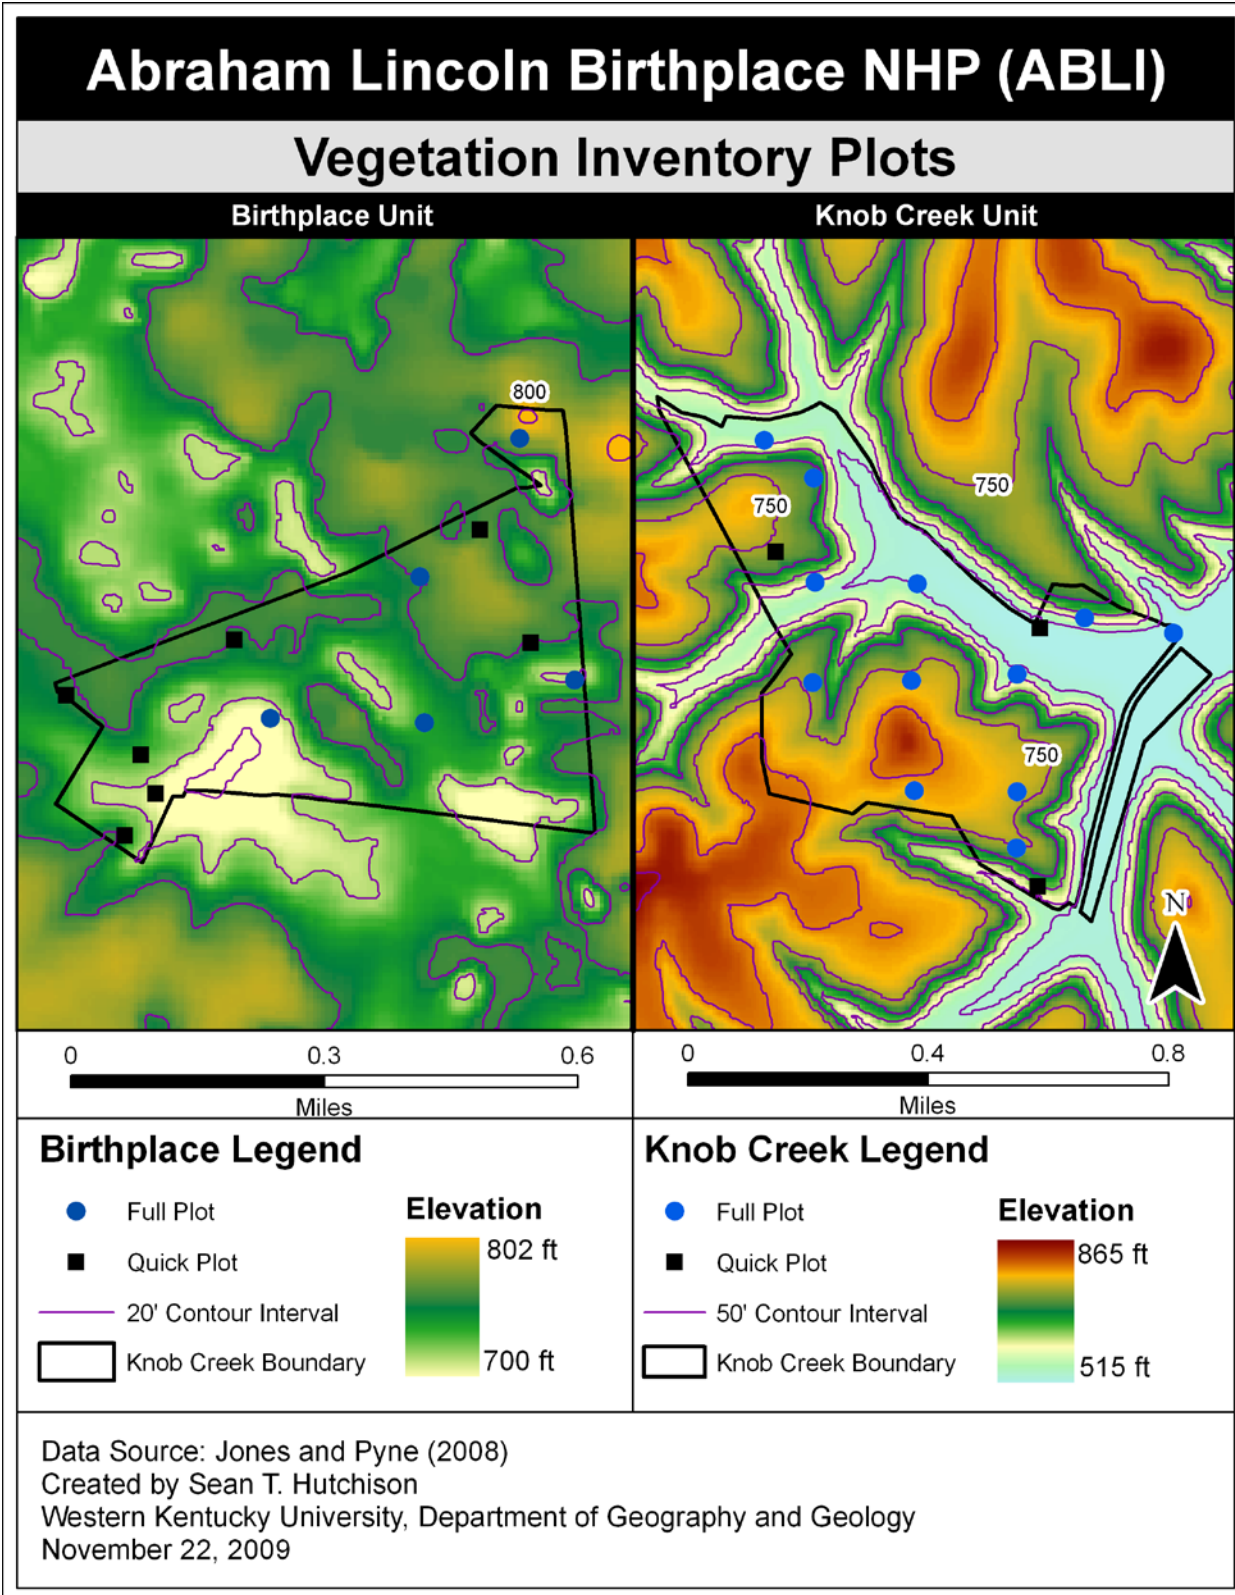 Abraham Lincoln Birthplace NHP (ABLI)
Vegetation Inventory Plots
Birthplace Unit
Knob Creek Unit
800
750
750
750
N
0 0.3 0.6
Miles
0 0.4 0.8
Miles
Birthplace Legend
Full Plot
Quick Plot
20' Contour Interval
Knob Creek Boundary
Elevation
802 ft
700 ft
Knob Creek Legend
Full Plot
Quick Plot
50' Contour Interval
Knob Creek Boundary
Elevation
865 ft
515 ft
Data Source: Jones and Pyne (2008)
Created by Sean T. Hutchison
Western Kentucky University, Department of Geography and Geology
November 22, 2009